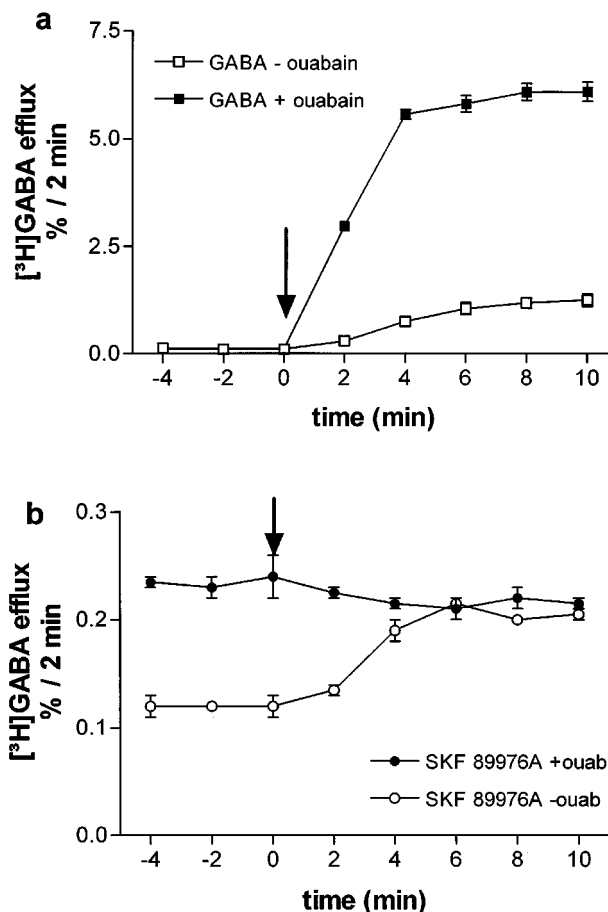 a
7.5
5.0
2.5
0.0
[³H]GABA efflux
% / 2 min
GABA - ouabain
GABA + ouabain
-4 -2 0 2 4 6 8 10
time (min)
b
0.3
0.2
0.1
0.0
[³H]GABA efflux
% / 2 min
SKF 89976A +ouab
SKF 89976A -ouab
-4 -2 0 2 4 6 8 10
time (min)